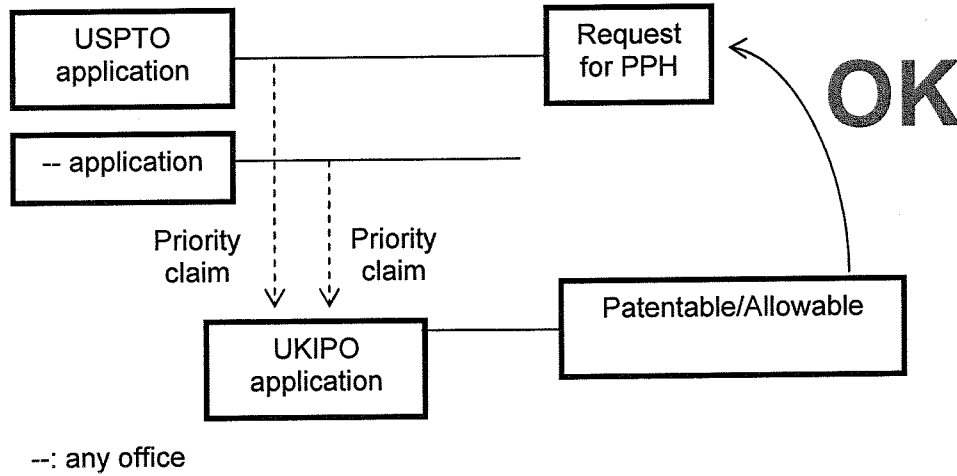 USPTO
application
Request
for PPH
OK
-- application
Priority
claim
Priority
claim
Patentable/Allowable
UKIPO
application
--: any office